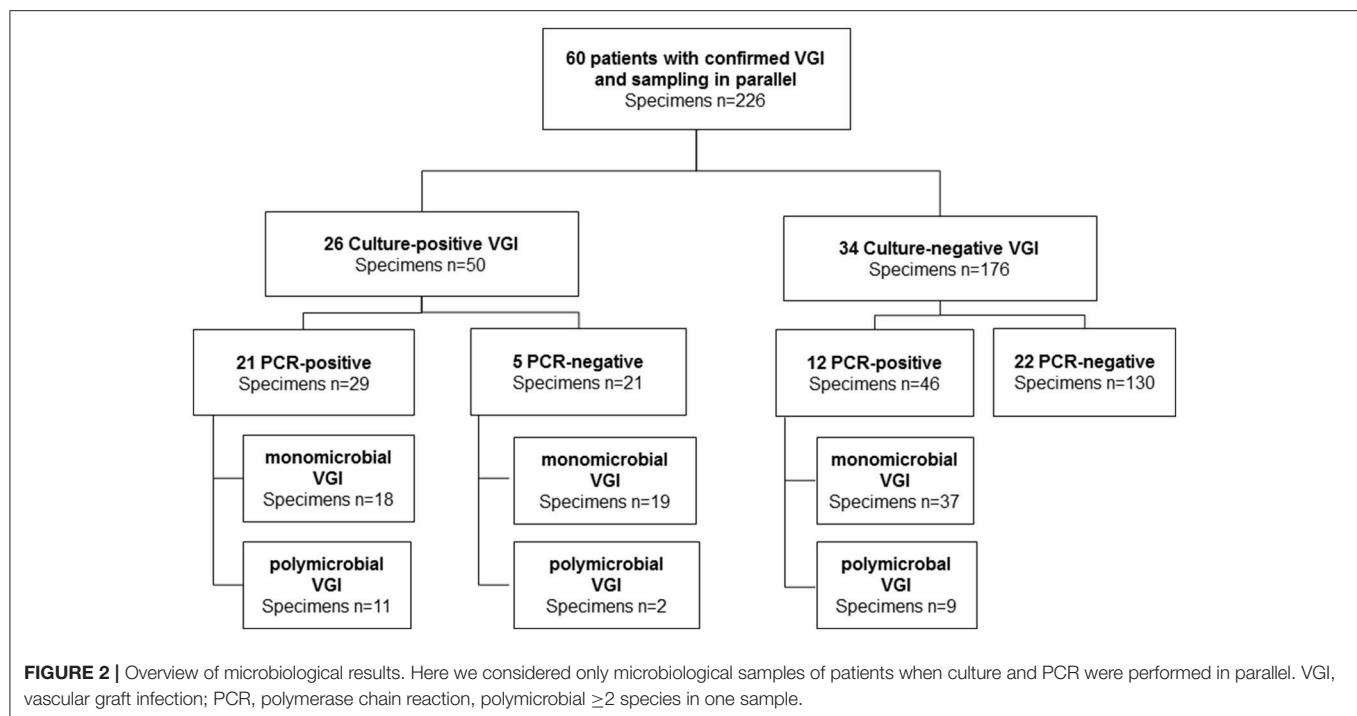 60 patients with confirmed VGI
and sampling in parallel
Specimens n=226
26 Culture-positive VGI
Specimens n=50
34 Culture-negative VGI
Specimens n=176
21 PCR-positive
Specimens n=29
5 PCR-negative
Specimens n=21
12 PCR-positive
Specimens n=46
22 PCR-negative
Specimens n=130
monomicrobial
VGI
Specimens n=18
monomicrobial
VGI
Specimens n=19
monomicrobial
VGI
Specimens n=37
polymicrobial
VGI
Specimens n=11
polymicrobial
VGI
Specimens n=2
polymicrobal
VGI
Specimens n=9
FIGURE 2 | Overview of microbiological results. Here we considered only microbiological samples of patients when culture and PCR were performed in parallel. VGI,
vascular graft infection; PCR, polymerase chain reaction, polymicrobial ≥2 species in one sample.